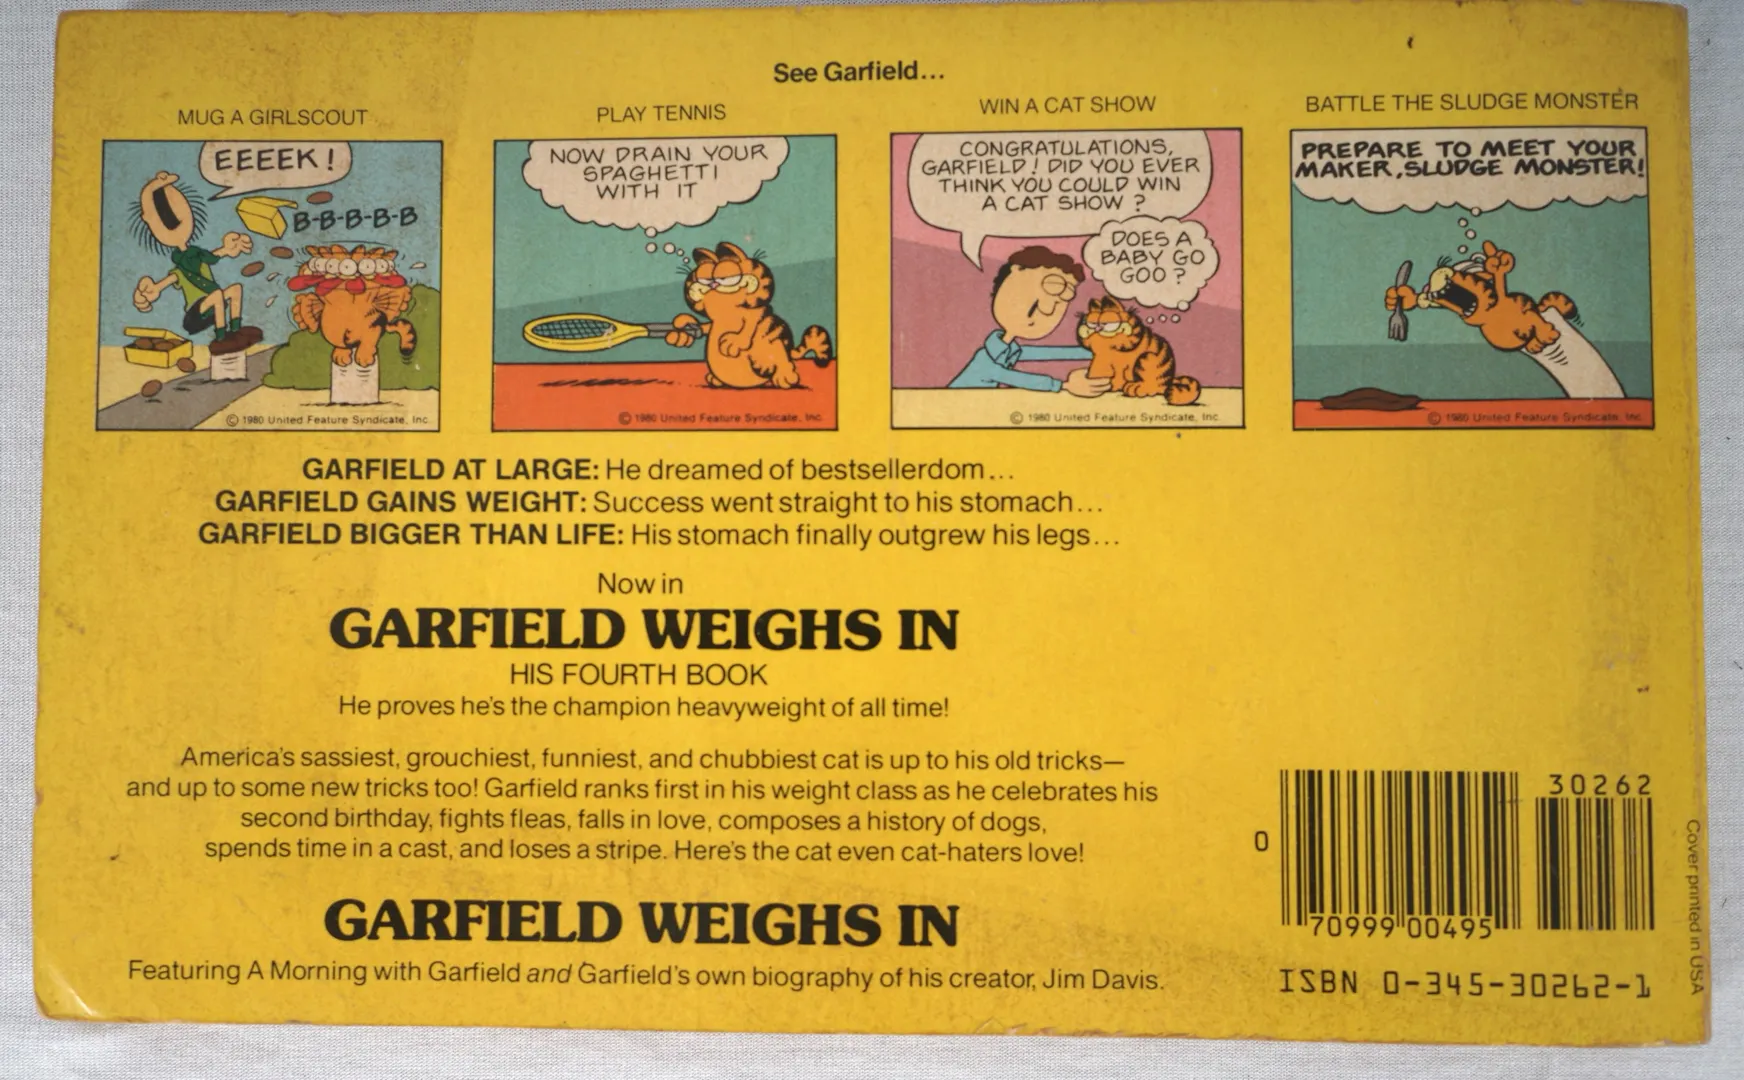 See Garfield...
MUG A GIRLSCOUT
PLAY TENNIS
WIN A CAT SHOW
BATTLE THE SLUDGE MONSTER
EEEEK!
B-B-B-B-B
© 1980 United Feature Syndicate, Inc.
NOW DRAIN YOUR
SPAGHETTI
WITH IT
© 1980 United Feature Syndicate, Inc.
CONGRATULATIONS,
GARFIELD! DID YOU EVER
THINK YOU COULD WIN
A CAT SHOW?
DOES A
BABY GO
GOO?
© 1980 United Feature Syndicate, Inc.
PREPARE TO MEET YOUR
MAKER, SLUDGE MONSTER!
© 1980 United Feature Syndicate, Inc.
GARFIELD AT LARGE: He dreamed of bestsellerdom...
GARFIELD GAINS WEIGHT: Success went straight to his stomach...
GARFIELD BIGGER THAN LIFE: His stomach finally outgrew his legs...
Now in
GARFIELD WEIGHS IN
HIS FOURTH BOOK
He proves he's the champion heavyweight of all time!
America's sassiest, grouchiest, funniest, and chubbiest cat is up to his old tricks—
and up to some new tricks too! Garfield ranks first in his weight class as he celebrates his
second birthday, fights fleas, falls in love, composes a history of dogs,
spends time in a cast, and loses a stripe. Here's the cat even cat-haters love!
GARFIELD WEIGHS IN
Featuring A Morning with Garfield and Garfield's own biography of his creator, Jim Davis.
30262
0
70999 00495
ISBN 0-345-30262-1
Cover printed in USA